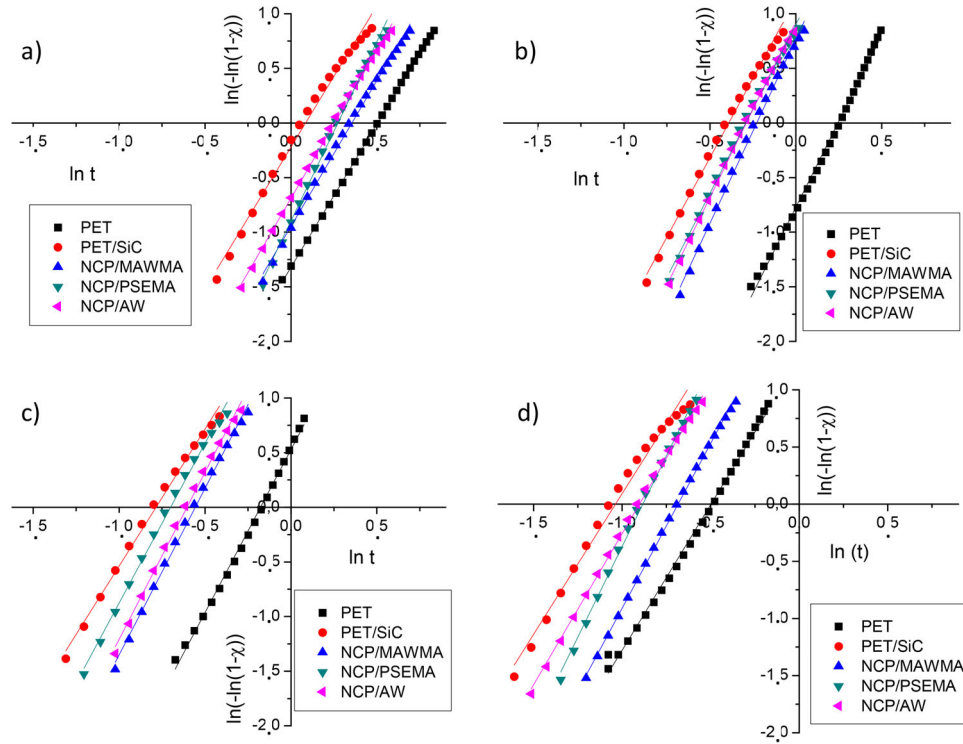 a)
ln(-ln(1-χ))
1.0
0.5
-1.5 -1.0 -0.5 0.0 0.5
-0.5
-1.0
-1.5
-2.0
ln t
PET
PET/SiC
NCP/MAWMA
NCP/PSEMA
NCP/AW
b)
ln(-ln(1-χ))
1.0
0.5
-1.5 -1.0 -0.5 0.0 0.5
-0.5
-1.0
-1.5
-2.0
ln t
PET
PET/SiC
NCP/MAWMA
NCP/PSEMA
NCP/AW
c)
1.0
0.5
0.0
-1.5 -1.0 -0.5 0.0 0.5
-0.5
-1.0
-1.5
-2.0
ln t
ln(-ln(1-χ))
PET
PET/SiC
NCP/MAWMA
NCP/PSEMA
NCP/AW
d)
ln(-ln(1-χ))
1.0
0.5
0.0
-1.5 -1.0 -0.5 0.0 0.5
-0.5
-1.0
-1.5
-2.0
ln (t)
PET
PET/SiC
NCP/MAWMA
NCP/PSEMA
NCP/AW